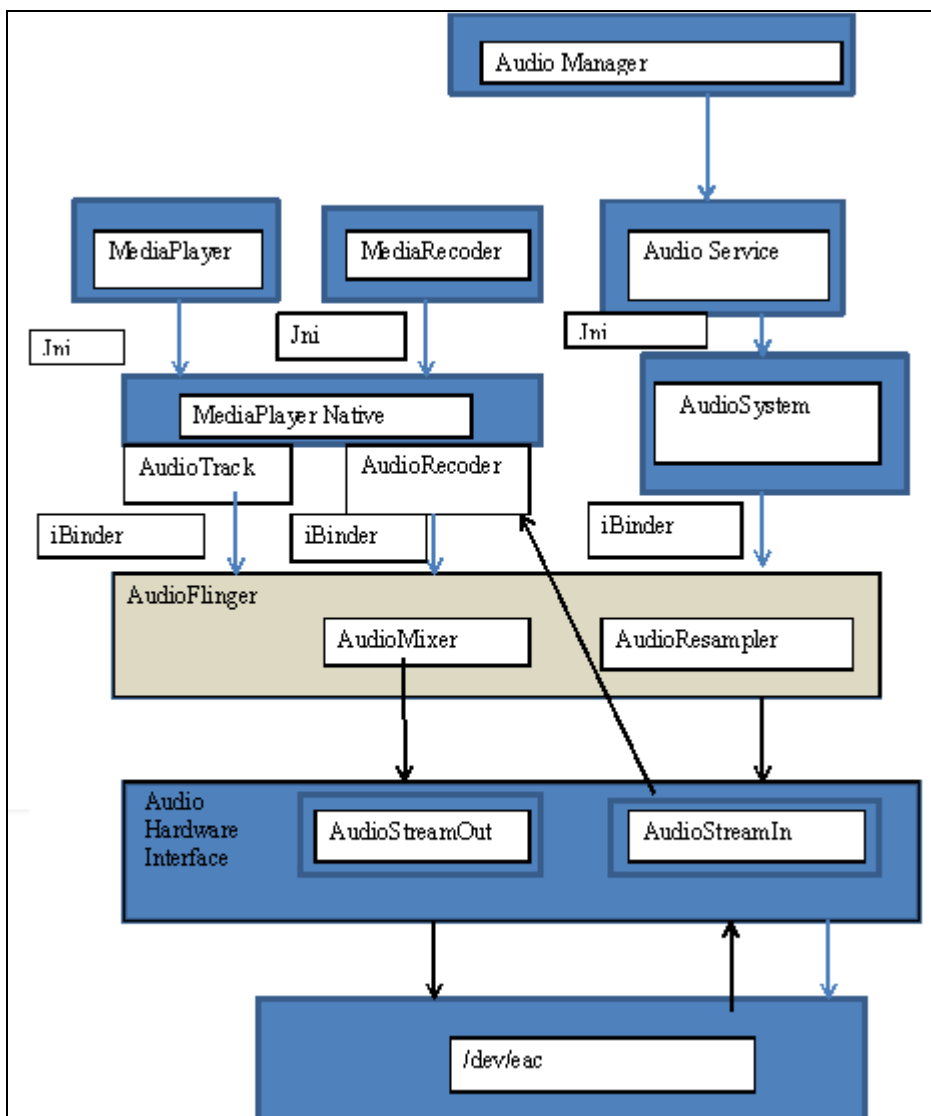 Audio Manager
MediaPlayer
MediaRecoder
Audio Service
Jni
Jni
Jni
MediaPlayer Native
AudioSystem
AudioTrack
AudioRecoder
iBinder
iBinder
iBinder
AudioFlinger
AudioMixer
AudioResampler
Audio
Hardware
Interface
AudioStreamOut
AudioStreamIn
/dev/eac